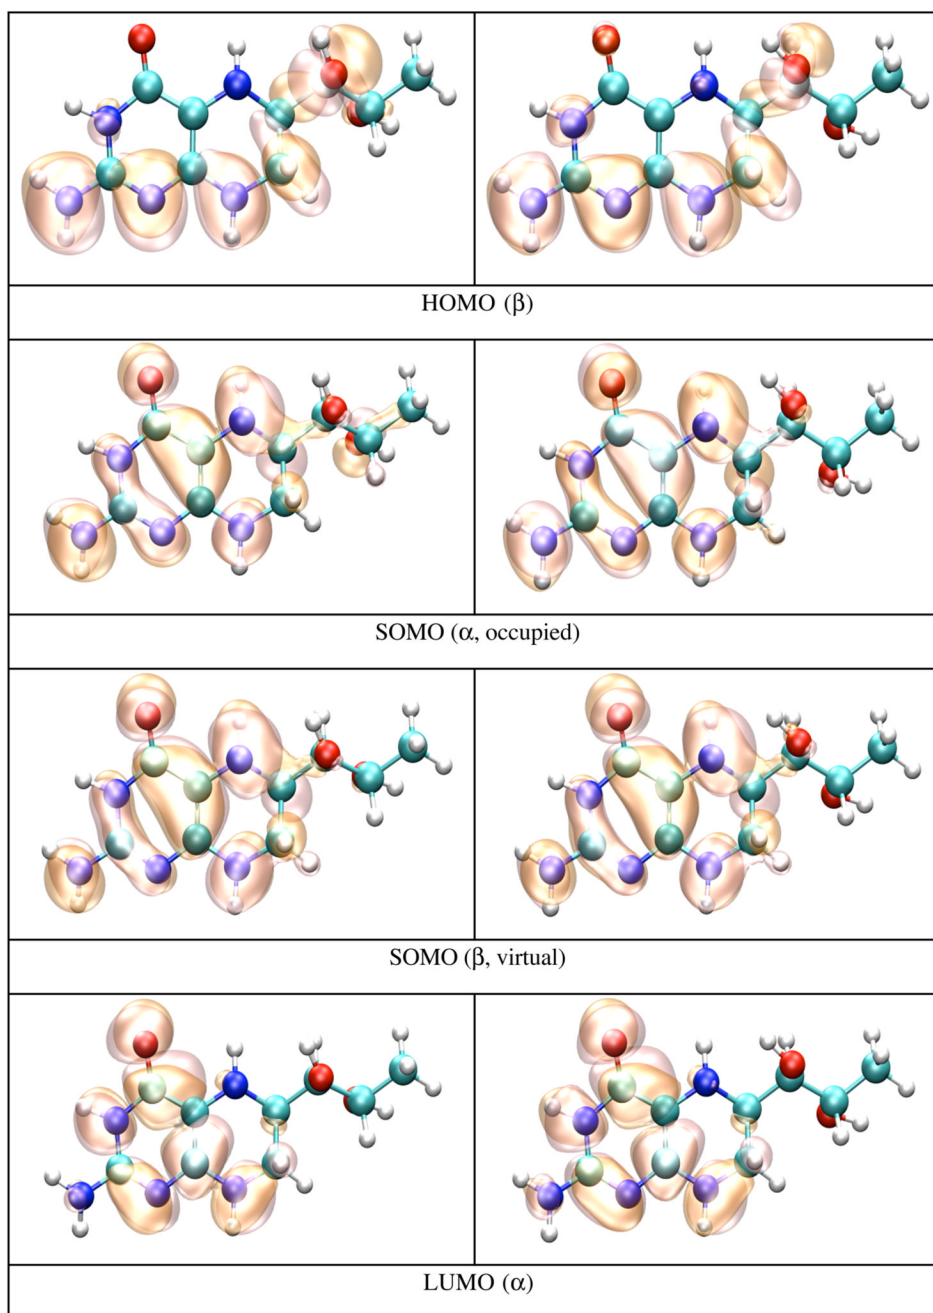 HOMO (β)
SOMO (α, occupied)
SOMO (β, virtual)
LUMO (α)